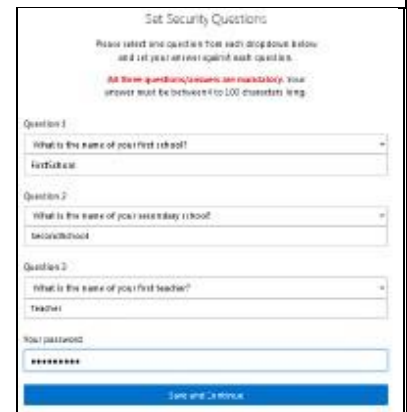 Set Security Questions
Please select one question from each dropdown below
and set your answer against each question.
All three questions/answers are mandatory. Your
answer must be between 4 to 100 characters long.
Question 1
What is the name of your first school?
FirstSchool
Question 2
What is the name of your secondary school?
SecondSchool
Question 3
What is the name of your first teacher?
Teacher
Your password
•••••••••
Save and Continue